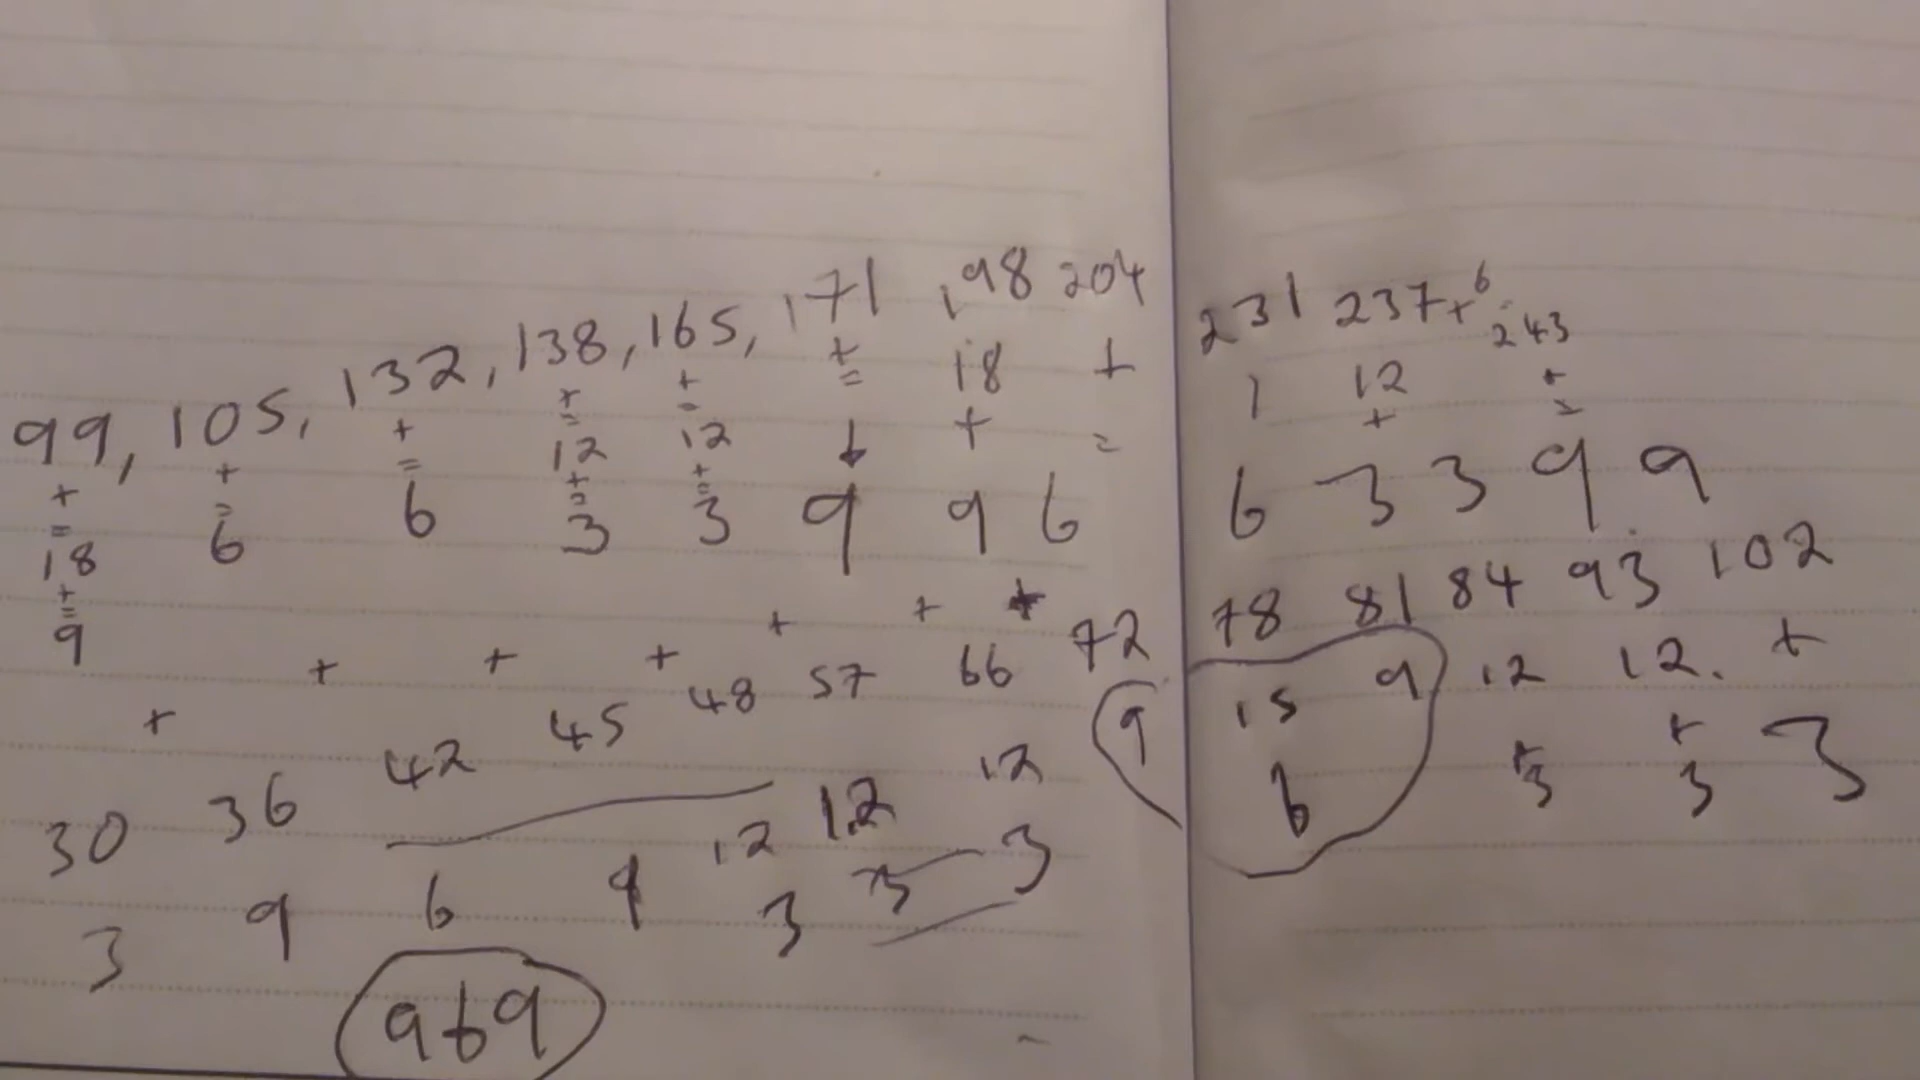 99, 105, 132, 138, 165, 171, 198 204 231 237 + 6 243
+ + + + + + 18 + 1 12 +
= = = = = = + = + =
18 12 12
+ + +
= = =
9 6 6 3 3 9 9 6 6 3 3 9 9
+ + + + + + +
30 36 42 45 48 57 66 72 78 81 84 93 102
12 12 12 9 15 9 12 12. +
+ +
3 9 6 9 3 3 3 6 3 3 3
969